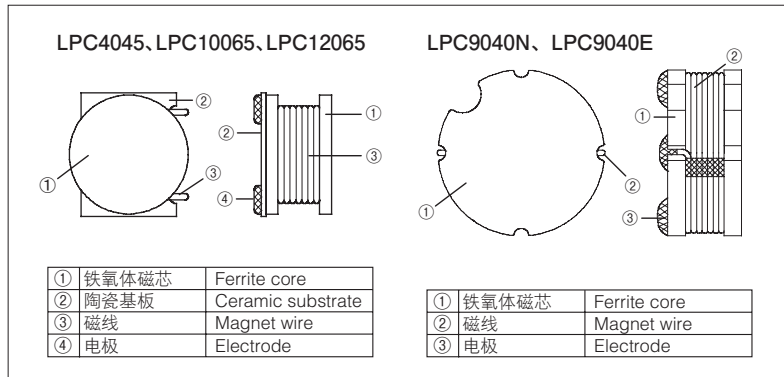 LPC4045、LPC10065、LPC12065
①
②
③
②
④
①
③
① 铁氧体磁芯 Ferrite core
② 陶瓷基板 Ceramic substrate
③ 磁线 Magnet wire
④ 电极 Electrode
LPC9040N、 LPC9040E
①
②
②
①
③
① 铁氧体磁芯 Ferrite core
② 磁线 Magnet wire
③ 电极 Electrode